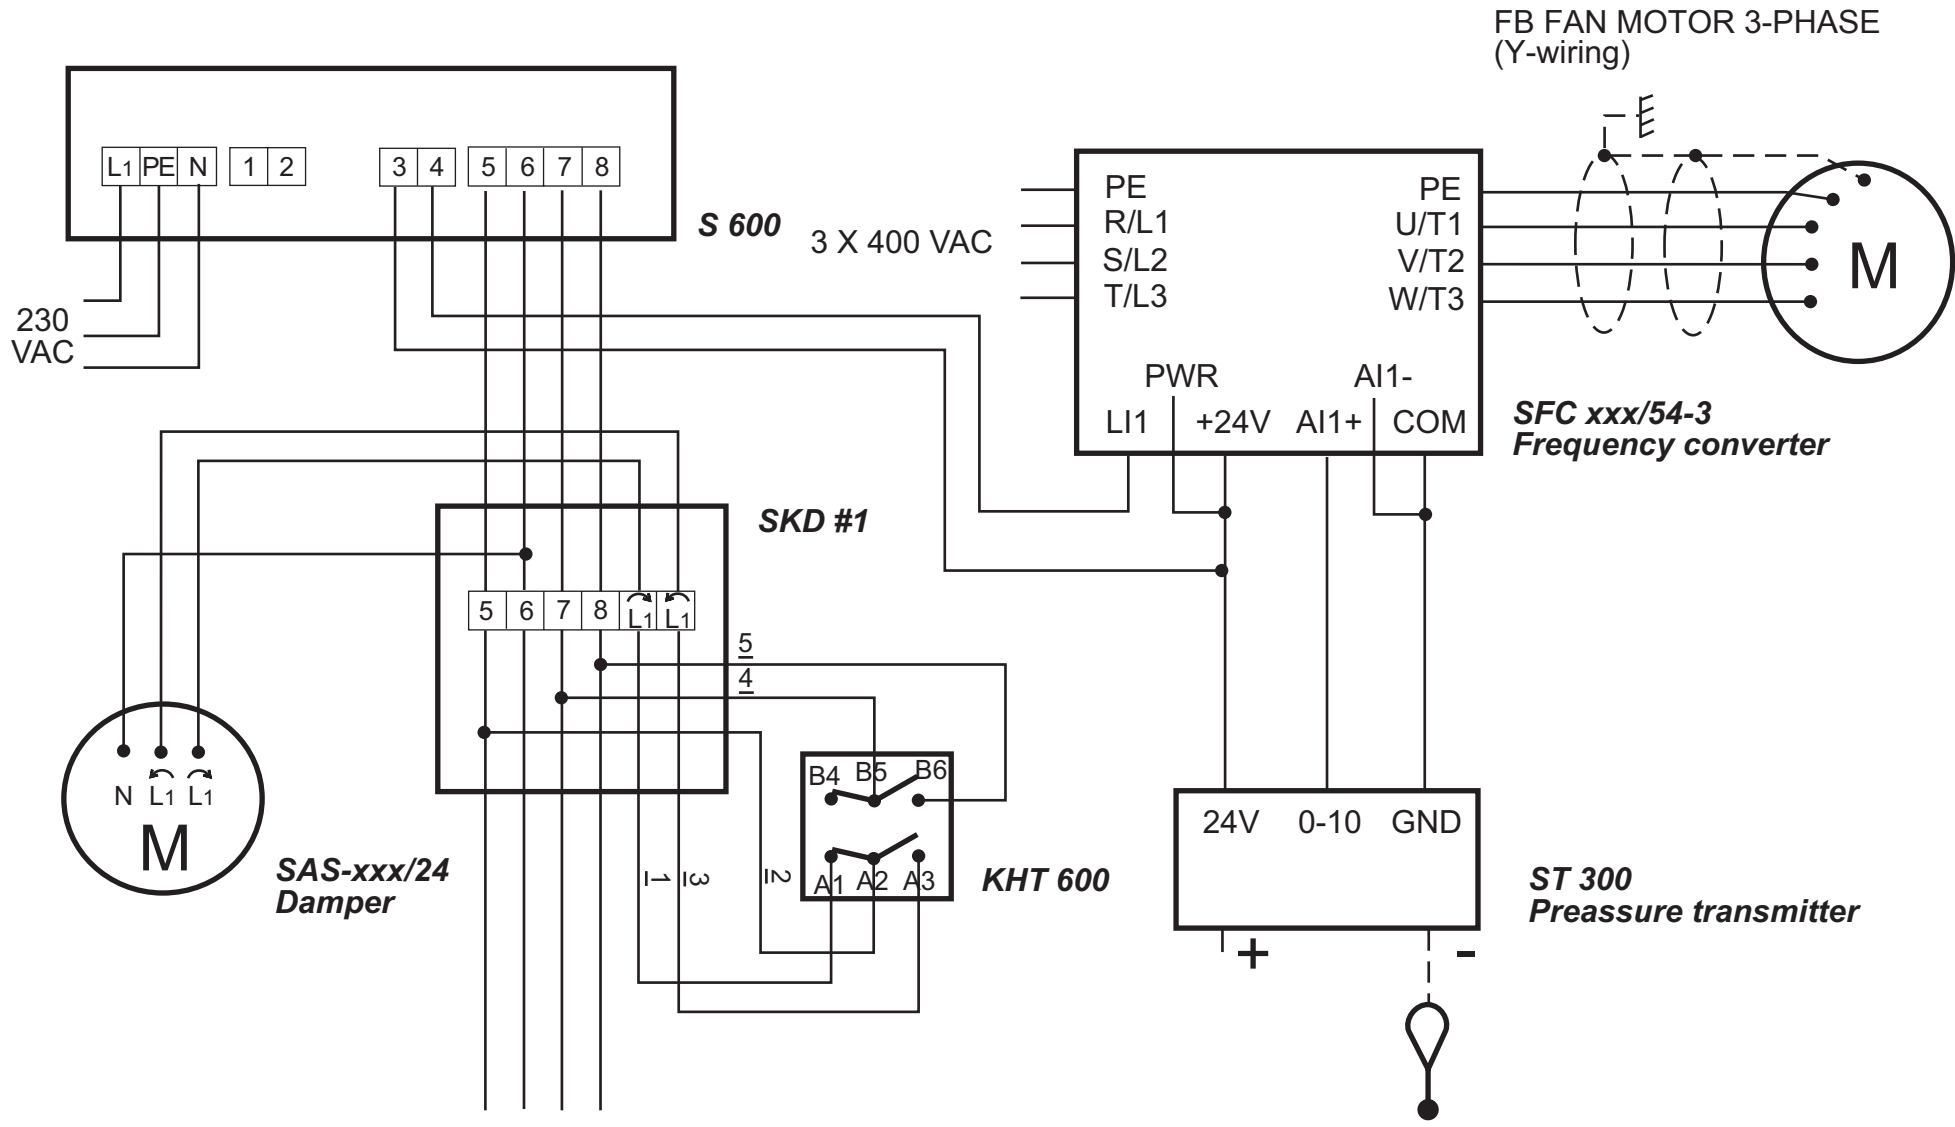 FB FAN MOTOR 3-PHASE
(Y-wiring)
L1 PE N 1 2 3 4 5 6 7 8
S 600
230
VAC
3 X 400 VAC
PE
R/L1
S/L2
T/L3
PE
U/T1
V/T2
W/T3
M
PWR AI1-
LI1 +24V AI1+ COM
SFC xxx/54-3
Frequency converter
SKD #1
5 6 7 8 L1 L1
5
4
1 3 2
N L1 L1
M
SAS-xxx/24
Damper
B4 B5 B6
A1 A2 A3
KHT 600
24V 0-10 GND
+ -
ST 300
Preassure transmitter